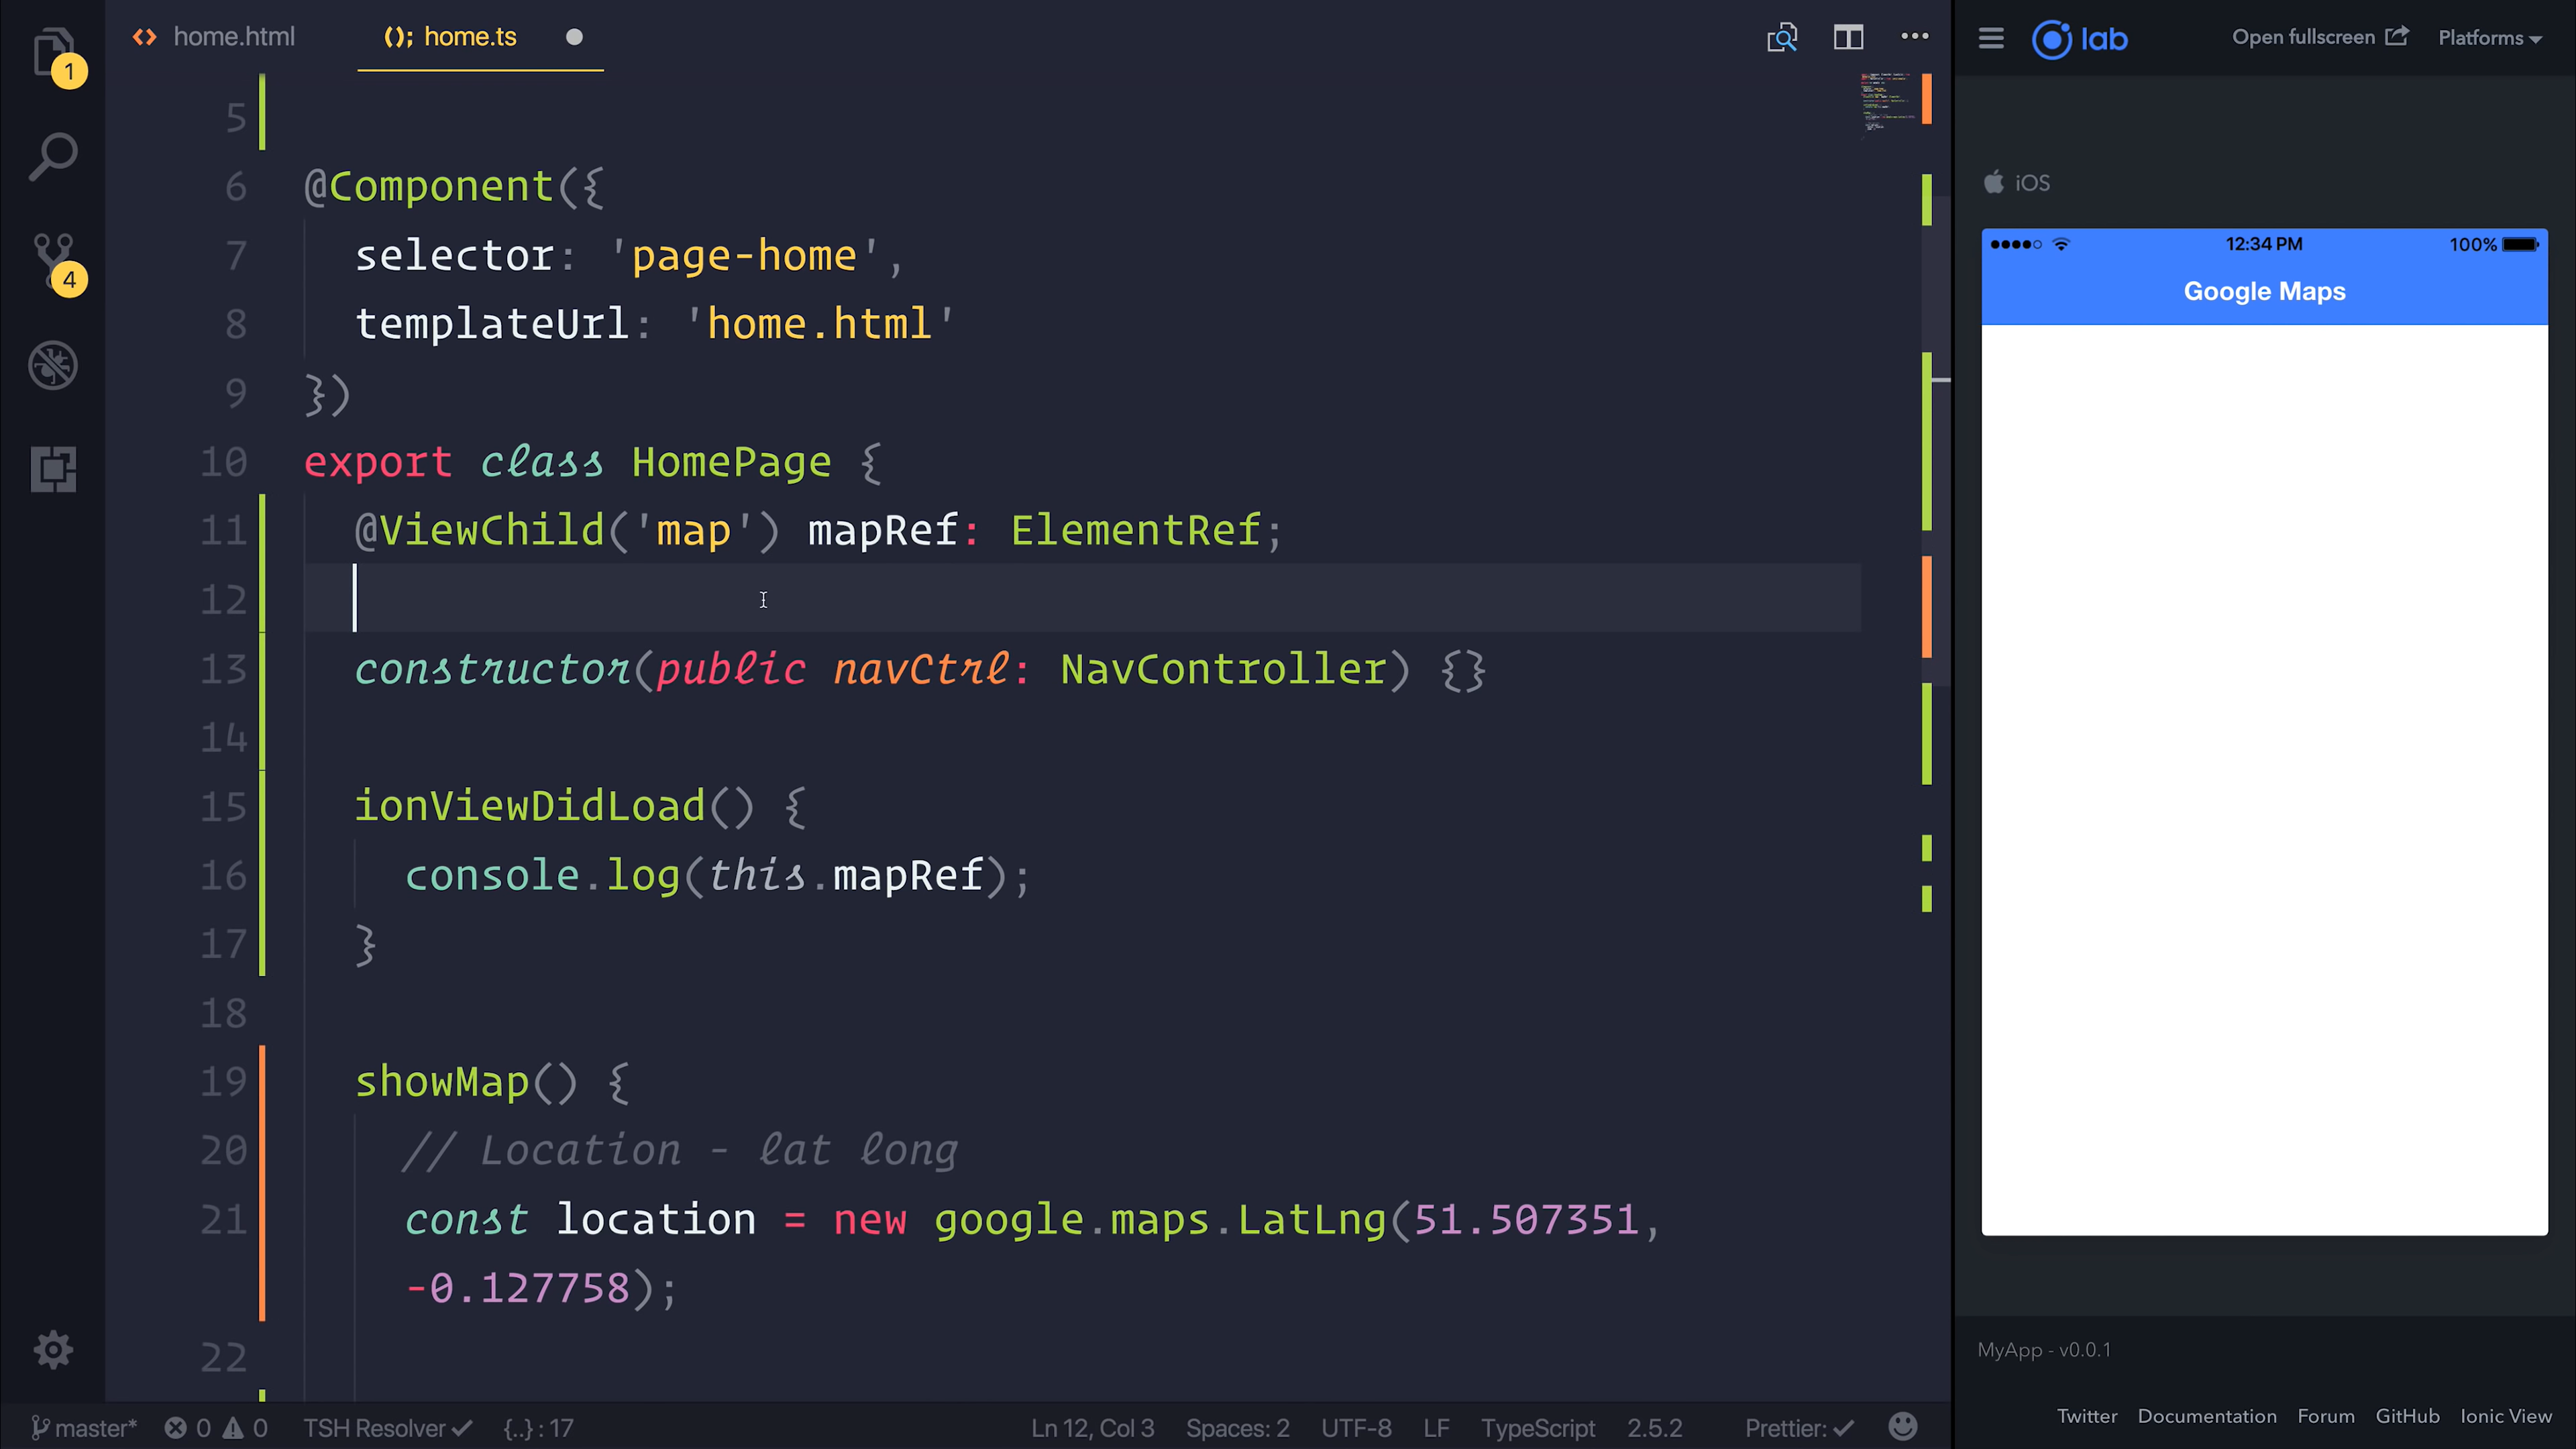 home.html
(); home.ts
1
4
5
6 @Component({
7 selector: 'page-home',
8 templateUrl: 'home.html'
9 })
10 export class HomePage {
11 @ViewChild('map') mapRef: ElementRef;
12
13 constructor(public navCtrl: NavController) {}
14
15 ionViewDidLoad() {
16 console.log(this.mapRef);
17 }
18
19 showMap() {
20 // Location - lat long
21 const location = new google.maps.LatLng(51.507351,
-0.127758);
22
master* 0 0 TSH Resolver {..} : 17 Ln 12, Col 3 Spaces: 2 UTF-8 LF TypeScript 2.5.2 Prettier:
lab Open fullscreen Platforms
iOS
12:34 PM 100%
Google Maps
MyApp - v0.0.1
Twitter Documentation Forum GitHub Ionic View